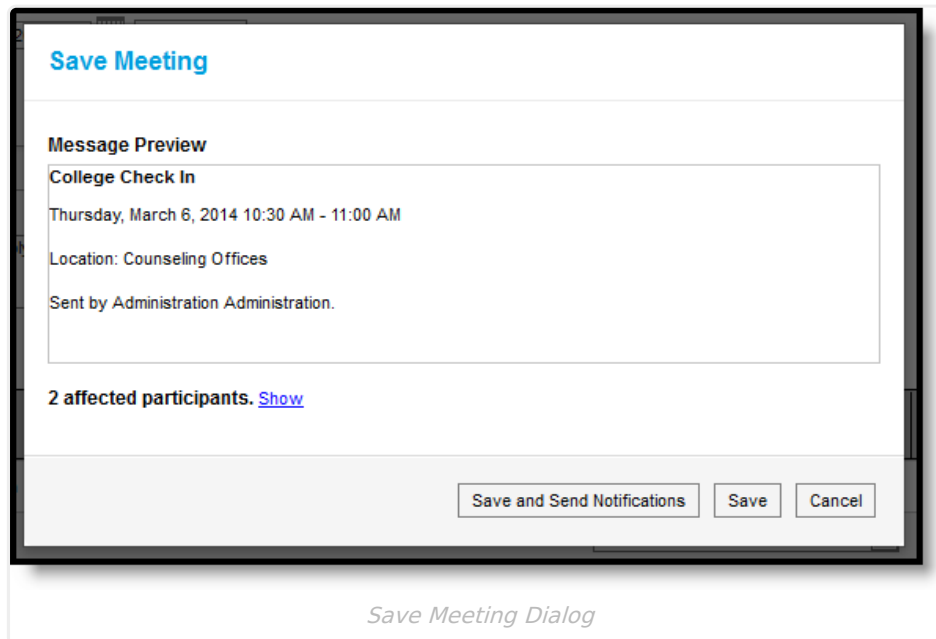 Save Meeting
Message Preview
College Check In
Thursday, March 6, 2014 10:30 AM - 11:00 AM
Location: Counseling Offices
Sent by Administration Administration.
2 affected participants. Show
Save and Send Notifications Save Cancel
Save Meeting Dialog